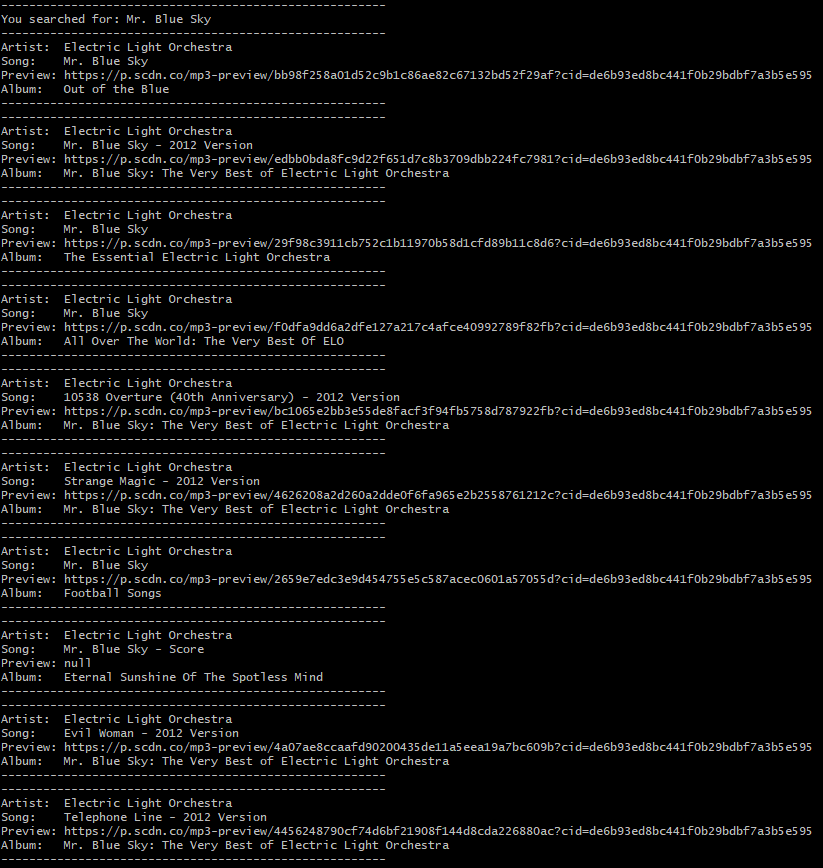 -------------------------------------------------------
You searched for: Mr. Blue Sky
-------------------------------------------------------
Artist:  Electric Light Orchestra
Song:    Mr. Blue Sky
Preview: https://p.scdn.co/mp3-preview/bb98f258a01d52c9b1c86ae82c67132bd52f29af?cid=de6b93ed8bc441f0b29bdbf7a3b5e595
Album:   Out of the Blue
-------------------------------------------------------
-------------------------------------------------------
Artist:  Electric Light Orchestra
Song:    Mr. Blue Sky - 2012 Version
Preview: https://p.scdn.co/mp3-preview/edbb0bda8fc9d22f651d7c8b3709dbb224fc7981?cid=de6b93ed8bc441f0b29bdbf7a3b5e595
Album:   Mr. Blue Sky: The Very Best of Electric Light Orchestra
-------------------------------------------------------
-------------------------------------------------------
Artist:  Electric Light Orchestra
Song:    Mr. Blue Sky
Preview: https://p.scdn.co/mp3-preview/29f98c3911cb752c1b11970b58d1cfd89b11c8d6?cid=de6b93ed8bc441f0b29bdbf7a3b5e595
Album:   The Essential Electric Light Orchestra
-------------------------------------------------------
-------------------------------------------------------
Artist:  Electric Light Orchestra
Song:    Mr. Blue Sky
Preview: https://p.scdn.co/mp3-preview/f0dfa9dd6a2dfe127a217c4afce40992789f82fb?cid=de6b93ed8bc441f0b29bdbf7a3b5e595
Album:   All Over The World: The Very Best Of ELO
-------------------------------------------------------
-------------------------------------------------------
Artist:  Electric Light Orchestra
Song:    10538 Overture (40th Anniversary) - 2012 Version
Preview: https://p.scdn.co/mp3-preview/bc1065e2bb3e55de8facf3f94fb5758d787922fb?cid=de6b93ed8bc441f0b29bdbf7a3b5e595
Album:   Mr. Blue Sky: The Very Best of Electric Light Orchestra
-------------------------------------------------------
-------------------------------------------------------
Artist:  Electric Light Orchestra
Song:    Strange Magic - 2012 Version
Preview: https://p.scdn.co/mp3-preview/4626208a2d260a2dde0f6fa965e2b2558761212c?cid=de6b93ed8bc441f0b29bdbf7a3b5e595
Album:   Mr. Blue Sky: The Very Best of Electric Light Orchestra
-------------------------------------------------------
-------------------------------------------------------
Artist:  Electric Light Orchestra
Song:    Mr. Blue Sky
Preview: https://p.scdn.co/mp3-preview/2659e7edc3e9d454755e5c587acec0601a57055d?cid=de6b93ed8bc441f0b29bdbf7a3b5e595
Album:   Football Songs
-------------------------------------------------------
-------------------------------------------------------
Artist:  Electric Light Orchestra
Song:    Mr. Blue Sky - Score
Preview: null
Album:   Eternal Sunshine Of The Spotless Mind
-------------------------------------------------------
-------------------------------------------------------
Artist:  Electric Light Orchestra
Song:    Evil Woman - 2012 Version
Preview: https://p.scdn.co/mp3-preview/4a07ae8ccaafd90200435de11a5eea19a7bc609b?cid=de6b93ed8bc441f0b29bdbf7a3b5e595
Album:   Mr. Blue Sky: The Very Best of Electric Light Orchestra
-------------------------------------------------------
-------------------------------------------------------
Artist:  Electric Light Orchestra
Song:    Telephone Line - 2012 Version
Preview: https://p.scdn.co/mp3-preview/4456248790cf74d6bf21908f144d8cda226880ac?cid=de6b93ed8bc441f0b29bdbf7a3b5e595
Album:   Mr. Blue Sky: The Very Best of Electric Light Orchestra
-------------------------------------------------------